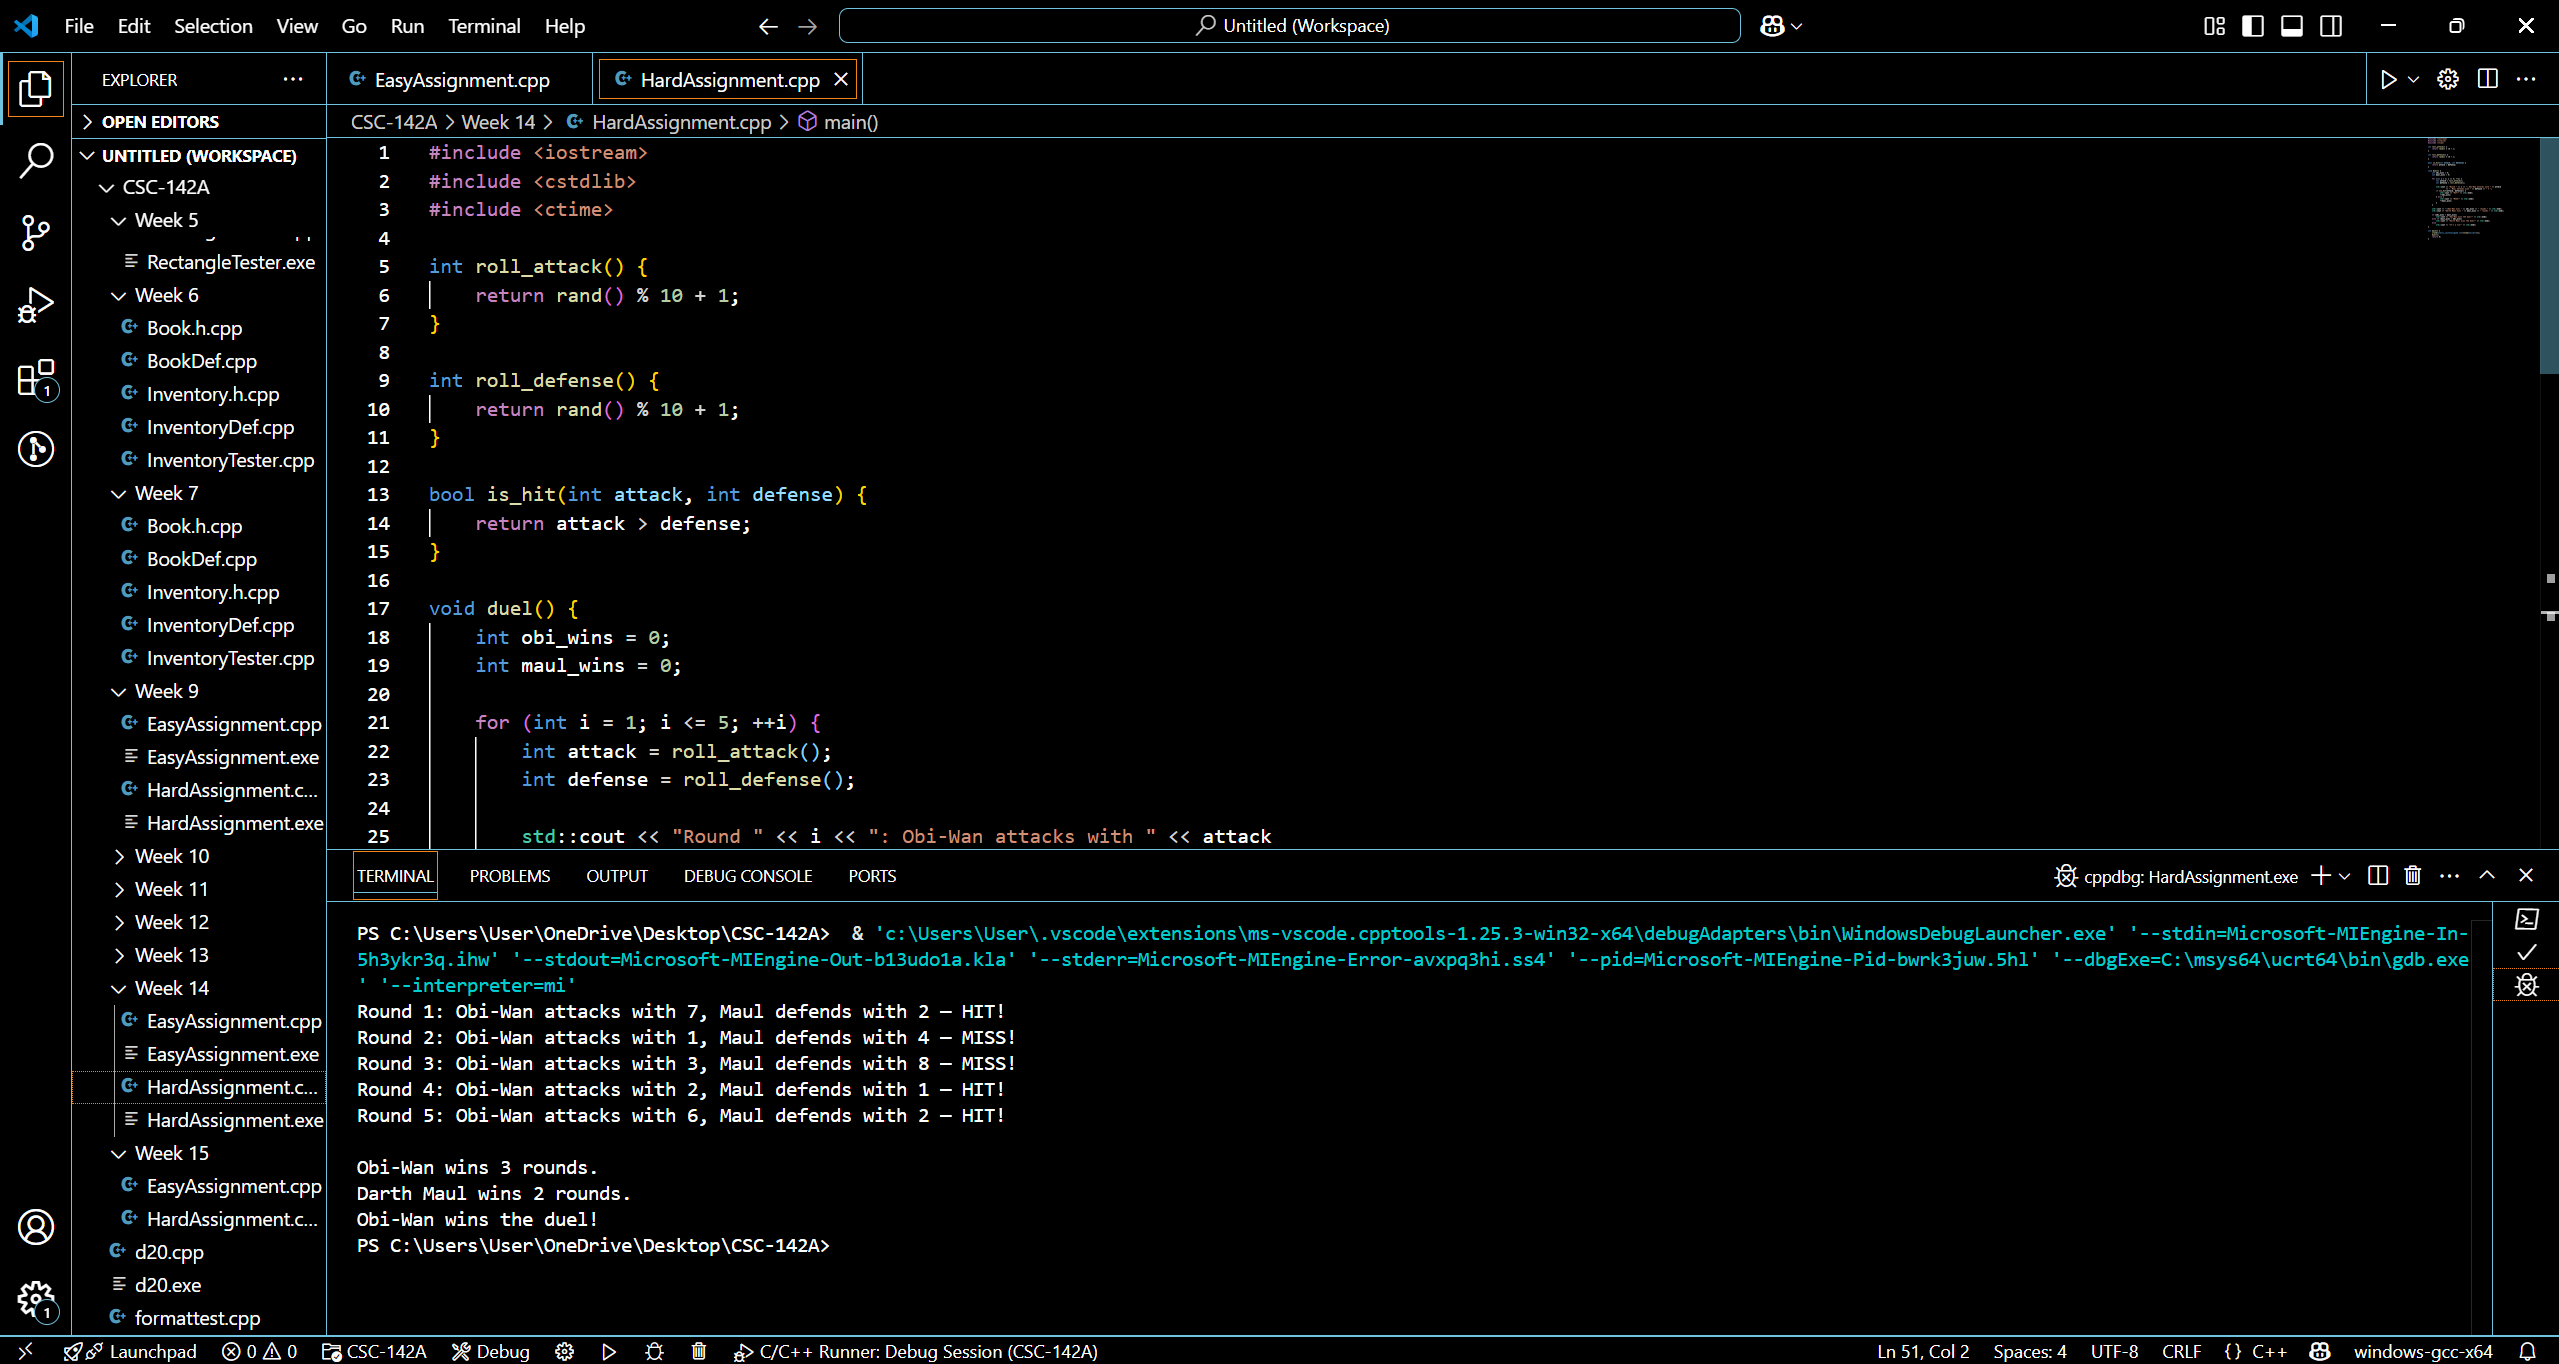 File Edit Selection View Go Run Terminal Help
Untitled (Workspace)
EXPLORER
EasyAssignment.cpp
HardAssignment.cpp
OPEN EDITORS
UNTITLED (WORKSPACE)
CSC-142A
Week 5
RectangleTester.exe
Week 6
Book.h.cpp
BookDef.cpp
Inventory.h.cpp
InventoryDef.cpp
InventoryTester.cpp
Week 7
Book.h.cpp
BookDef.cpp
Inventory.h.cpp
InventoryDef.cpp
InventoryTester.cpp
Week 9
EasyAssignment.cpp
EasyAssignment.exe
HardAssignment.c...
HardAssignment.exe
Week 10
Week 11
Week 12
Week 13
Week 14
EasyAssignment.cpp
EasyAssignment.exe
HardAssignment.c...
HardAssignment.exe
Week 15
EasyAssignment.cpp
HardAssignment.c...
d20.cpp
d20.exe
formattest.cpp
1
1
CSC-142A > Week 14 > HardAssignment.cpp > main()
1 #include <iostream>
2 #include <cstdlib>
3 #include <ctime>
4
5 int roll_attack() {
6     return rand() % 10 + 1;
7 }
8
9 int roll_defense() {
10     return rand() % 10 + 1;
11 }
12
13 bool is_hit(int attack, int defense) {
14     return attack > defense;
15 }
16
17 void duel() {
18     int obi_wins = 0;
19     int maul_wins = 0;
20
21     for (int i = 1; i <= 5; ++i) {
22         int attack = roll_attack();
23         int defense = roll_defense();
24
25         std::cout << "Round " << i << ": Obi-Wan attacks with " << attack
TERMINAL PROBLEMS OUTPUT DEBUG CONSOLE PORTS
cppdbg: HardAssignment.exe
PS C:\Users\User\OneDrive\Desktop\CSC-142A>  & 'c:\Users\User\.vscode\extensions\ms-vscode.cpptools-1.25.3-win32-x64\debugAdapters\bin\WindowsDebugLauncher.exe' '--stdin=Microsoft-MIEngine-In-
5h3ykr3q.ihw' '--stdout=Microsoft-MIEngine-Out-b13udo1a.kla' '--stderr=Microsoft-MIEngine-Error-avxpq3hi.ss4' '--pid=Microsoft-MIEngine-Pid-bwrk3juw.5hl' '--dbgExe=C:\msys64\ucrt64\bin\gdb.exe
' '--interpreter=mi'
Round 1: Obi-Wan attacks with 7, Maul defends with 2 — HIT!
Round 2: Obi-Wan attacks with 1, Maul defends with 4 — MISS!
Round 3: Obi-Wan attacks with 3, Maul defends with 8 — MISS!
Round 4: Obi-Wan attacks with 2, Maul defends with 1 — HIT!
Round 5: Obi-Wan attacks with 6, Maul defends with 2 — HIT!

Obi-Wan wins 3 rounds.
Darth Maul wins 2 rounds.
Obi-Wan wins the duel!
PS C:\Users\User\OneDrive\Desktop\CSC-142A>
Launchpad 0 0 CSC-142A Debug C/C++ Runner: Debug Session (CSC-142A) Ln 51, Col 2 Spaces: 4 UTF-8 CRLF {} C++ windows-gcc-x64